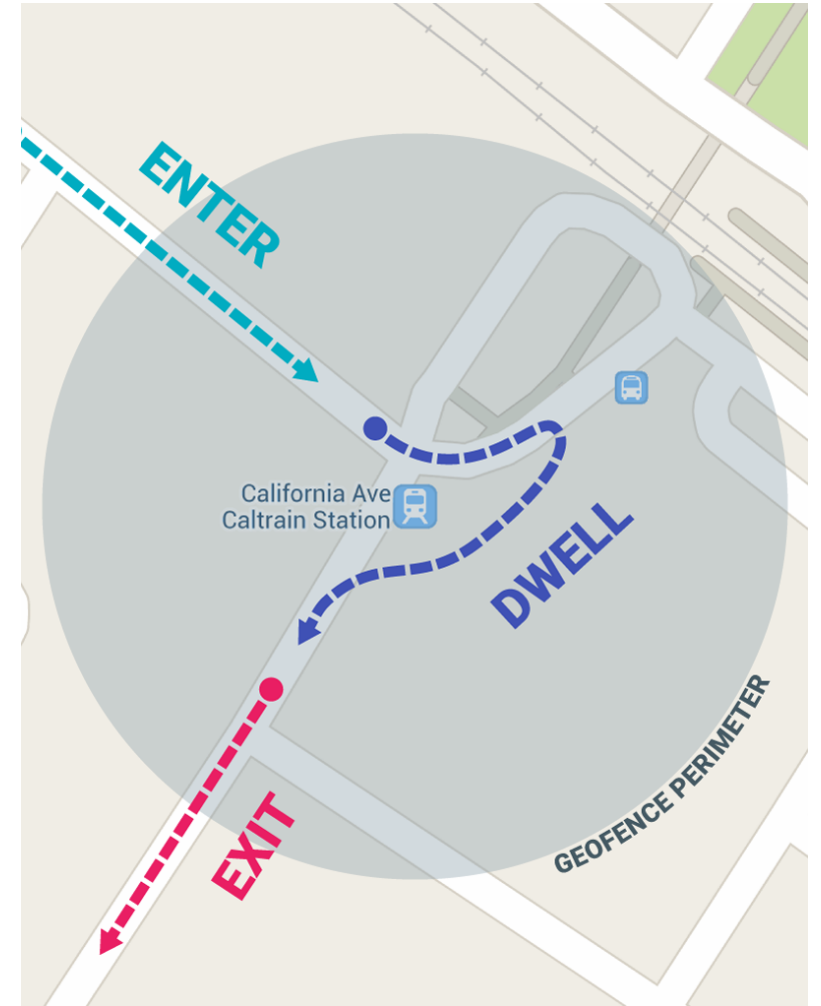 ENTER
California Ave
Caltrain Station
DWELL
GEOFENCE PERIMETER
EXIT